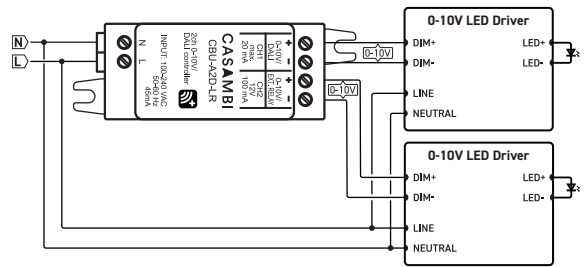 N
L
N
L
INPUT: 100-240 VAC
50-60 Hz
45mA
2ch 0-10V/
DALI controller
CASAMBI
CBU-A2D-LR
0-10V/
DALI
CH1
max.
20 mA
0-10V/
EXT. RELAY
CH2
12V
100 mA
+
-
+
-
0-10V
0-10V
0-10V LED Driver
DIM+
DIM-
LINE
NEUTRAL
LED+
LED-
0-10V LED Driver
DIM+
DIM-
LINE
NEUTRAL
LED+
LED-